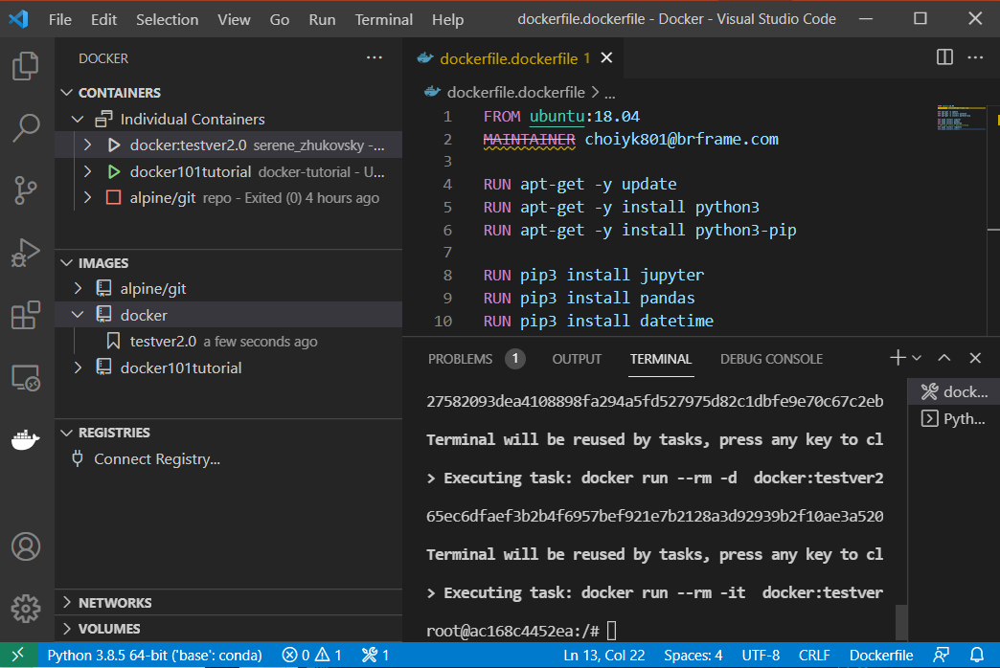 File Edit Selection View Go Run Terminal Help dockerfile.dockerfile - Docker - Visual Studio Code
DOCKER
CONTAINERS
Individual Containers
docker:testver2.0 serene_zhukovsky -...
docker101tutorial docker-tutorial - U...
alpine/git repo - Exited (0) 4 hours ago
IMAGES
alpine/git
docker
testver2.0 a few seconds ago
docker101tutorial
REGISTRIES
Connect Registry...
NETWORKS
VOLUMES
dockerfile.dockerfile 1
dockerfile.dockerfile > ...
1 FROM ubuntu:18.04
2 MAINTAINER choiyk801@brframe.com
3
4 RUN apt-get -y update
5 RUN apt-get -y install python3
6 RUN apt-get -y install python3-pip
7
8 RUN pip3 install jupyter
9 RUN pip3 install pandas
10 RUN pip3 install datetime
PROBLEMS 1 OUTPUT TERMINAL DEBUG CONSOLE
27582093dea4108898fa294a5fd527975d82c1dbfe9e70c67c2eb
Terminal will be reused by tasks, press any key to cl
> Executing task: docker run --rm -d  docker:testver2
65ec6dfaef3b2b4f6957bef921e7b2128a3d92939b2f10ae3a520
Terminal will be reused by tasks, press any key to cl
> Executing task: docker run --rm -it  docker:testver
root@ac168c4452ea:/#
dock...
Pyth...
Python 3.8.5 64-bit ('base': conda) 0 1 1 Ln 13, Col 22 Spaces: 4 UTF-8 CRLF Dockerfile